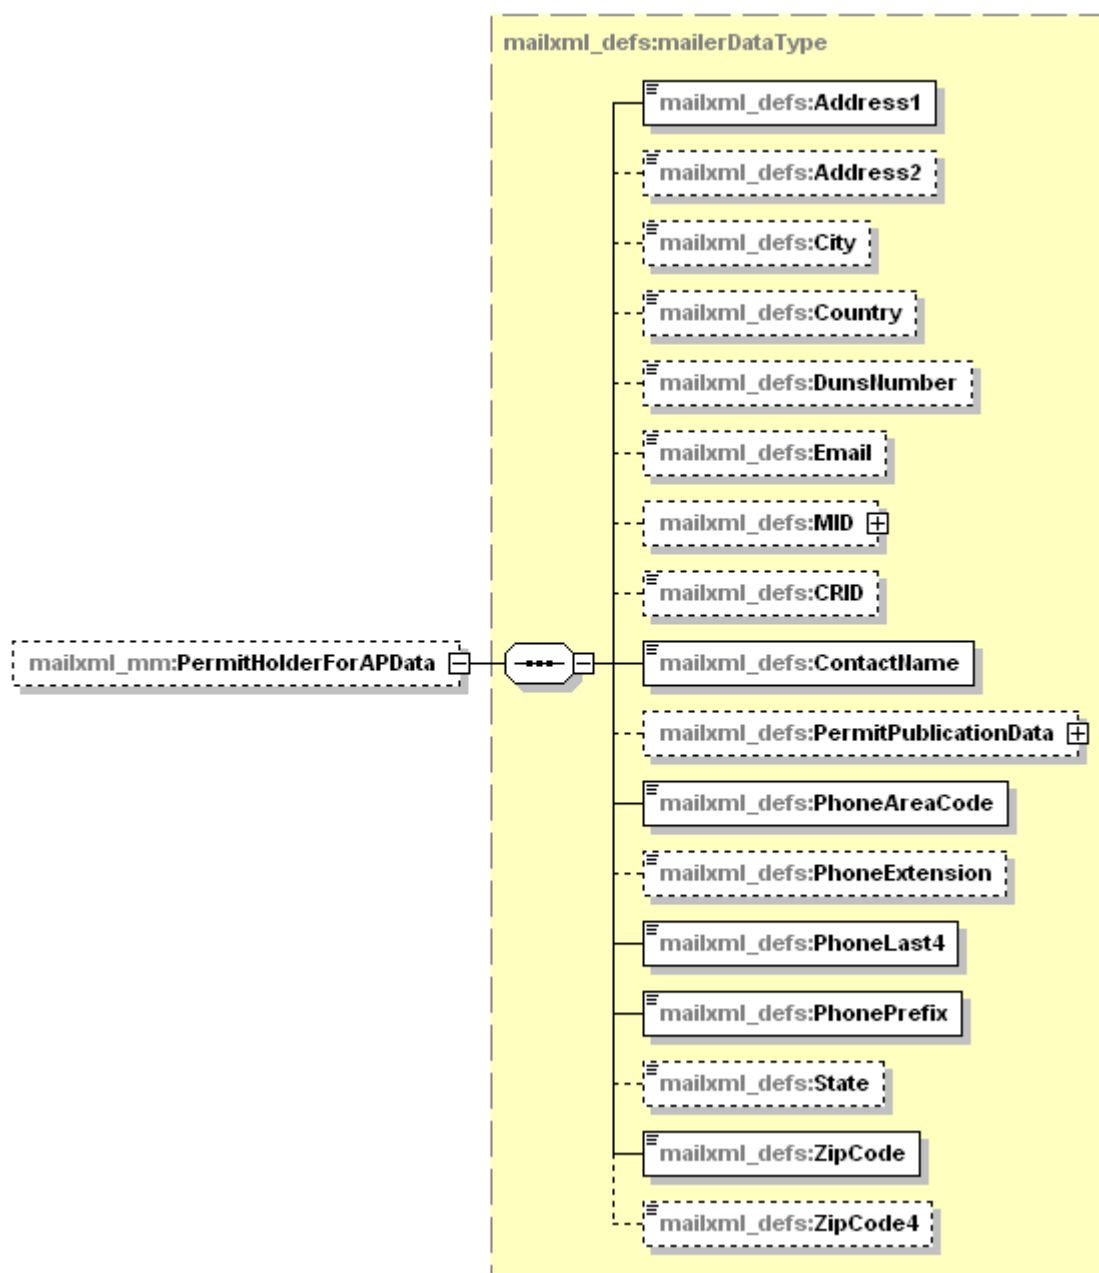 mailxml_defs:mailerDataType
mailxml_defs:Address1
mailxml_defs:Address2
mailxml_defs:City
mailxml_defs:Country
mailxml_defs:DunsNumber
mailxml_defs:Email
mailxml_defs:MID
mailxml_defs:CRID
mailxml_mm:PermitHolderForAPData
mailxml_defs:ContactName
mailxml_defs:PermitPublicationData
mailxml_defs:PhoneAreaCode
mailxml_defs:PhoneExtension
mailxml_defs:PhoneLast4
mailxml_defs:PhonePrefix
mailxml_defs:State
mailxml_defs:ZipCode
mailxml_defs:ZipCode4